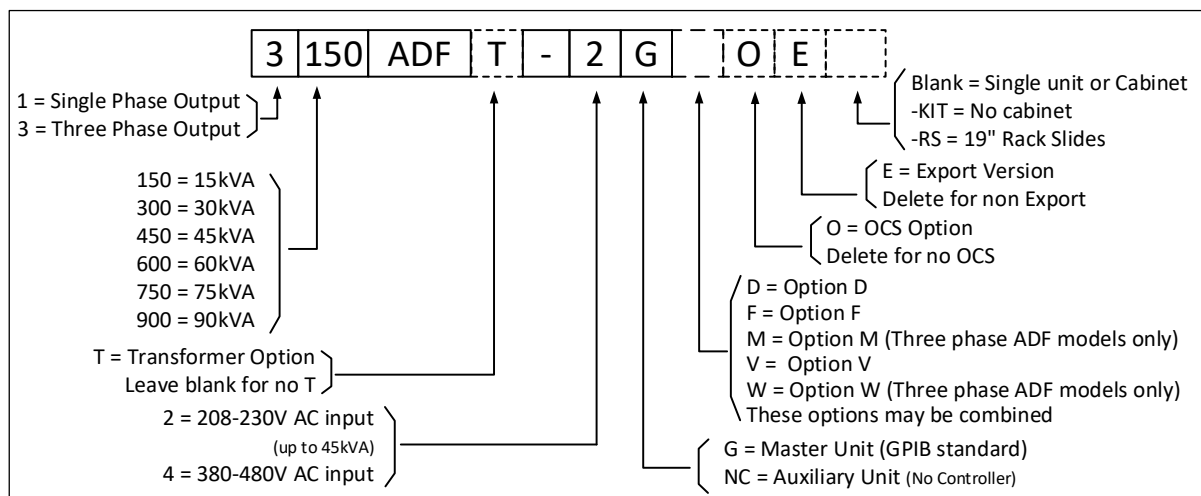 3 150 ADF T - 2 G O E
1 = Single Phase Output
3 = Three Phase Output
150 = 15kVA
300 = 30kVA
450 = 45kVA
600 = 60kVA
750 = 75kVA
900 = 90kVA
T = Transformer Option
Leave blank for no T
2 = 208-230V AC input
(up to 45kVA)
4 = 380-480V AC input
Blank = Single unit or Cabinet
-KIT = No cabinet
-RS = 19" Rack Slides
E = Export Version
Delete for non Export
O = OCS Option
Delete for no OCS
D = Option D
F = Option F
M = Option M (Three phase ADF models only)
V = Option V
W = Option W (Three phase ADF models only)
These options may be combined
G = Master Unit (GPIB standard)
NC = Auxiliary Unit (No Controller)